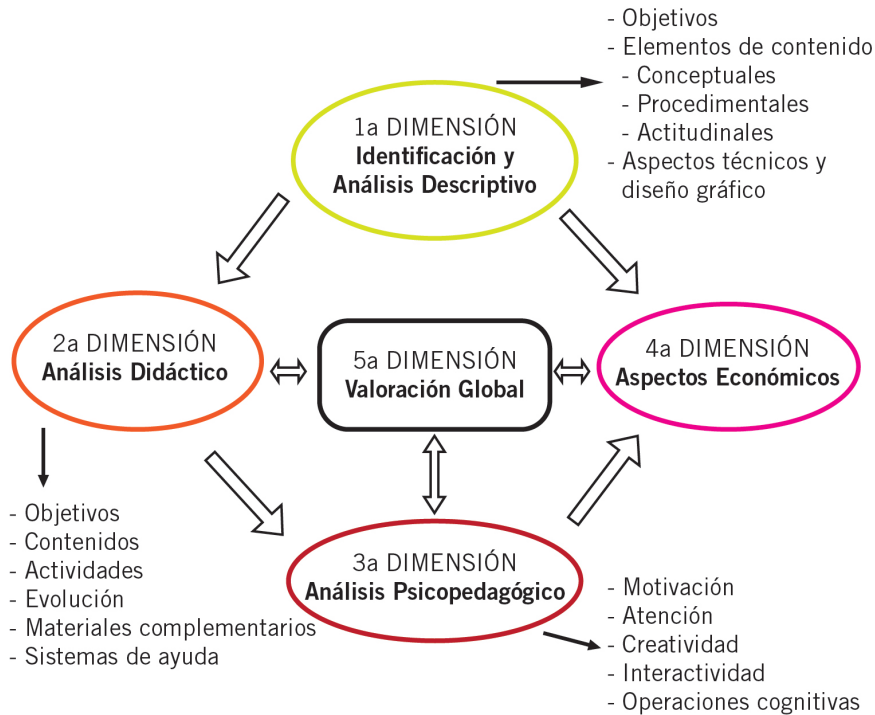 - Objetivos
- Elementos de contenido
- Conceptuales
- Procedimentales
- Actitudinales
- Aspectos técnicos y
diseño gráfico
1a DIMENSIÓN
Identificación y
Análisis Descriptivo
2a DIMENSIÓN
Análisis Didáctico
5a DIMENSIÓN
Valoración Global
4a DIMENSIÓN
Aspectos Económicos
- Objetivos
- Contenidos
- Actividades
- Evolución
- Materiales complementarios
- Sistemas de ayuda
3a DIMENSIÓN
Análisis Psicopedagógico
- Motivación
- Atención
- Creatividad
- Interactividad
- Operaciones cognitivas